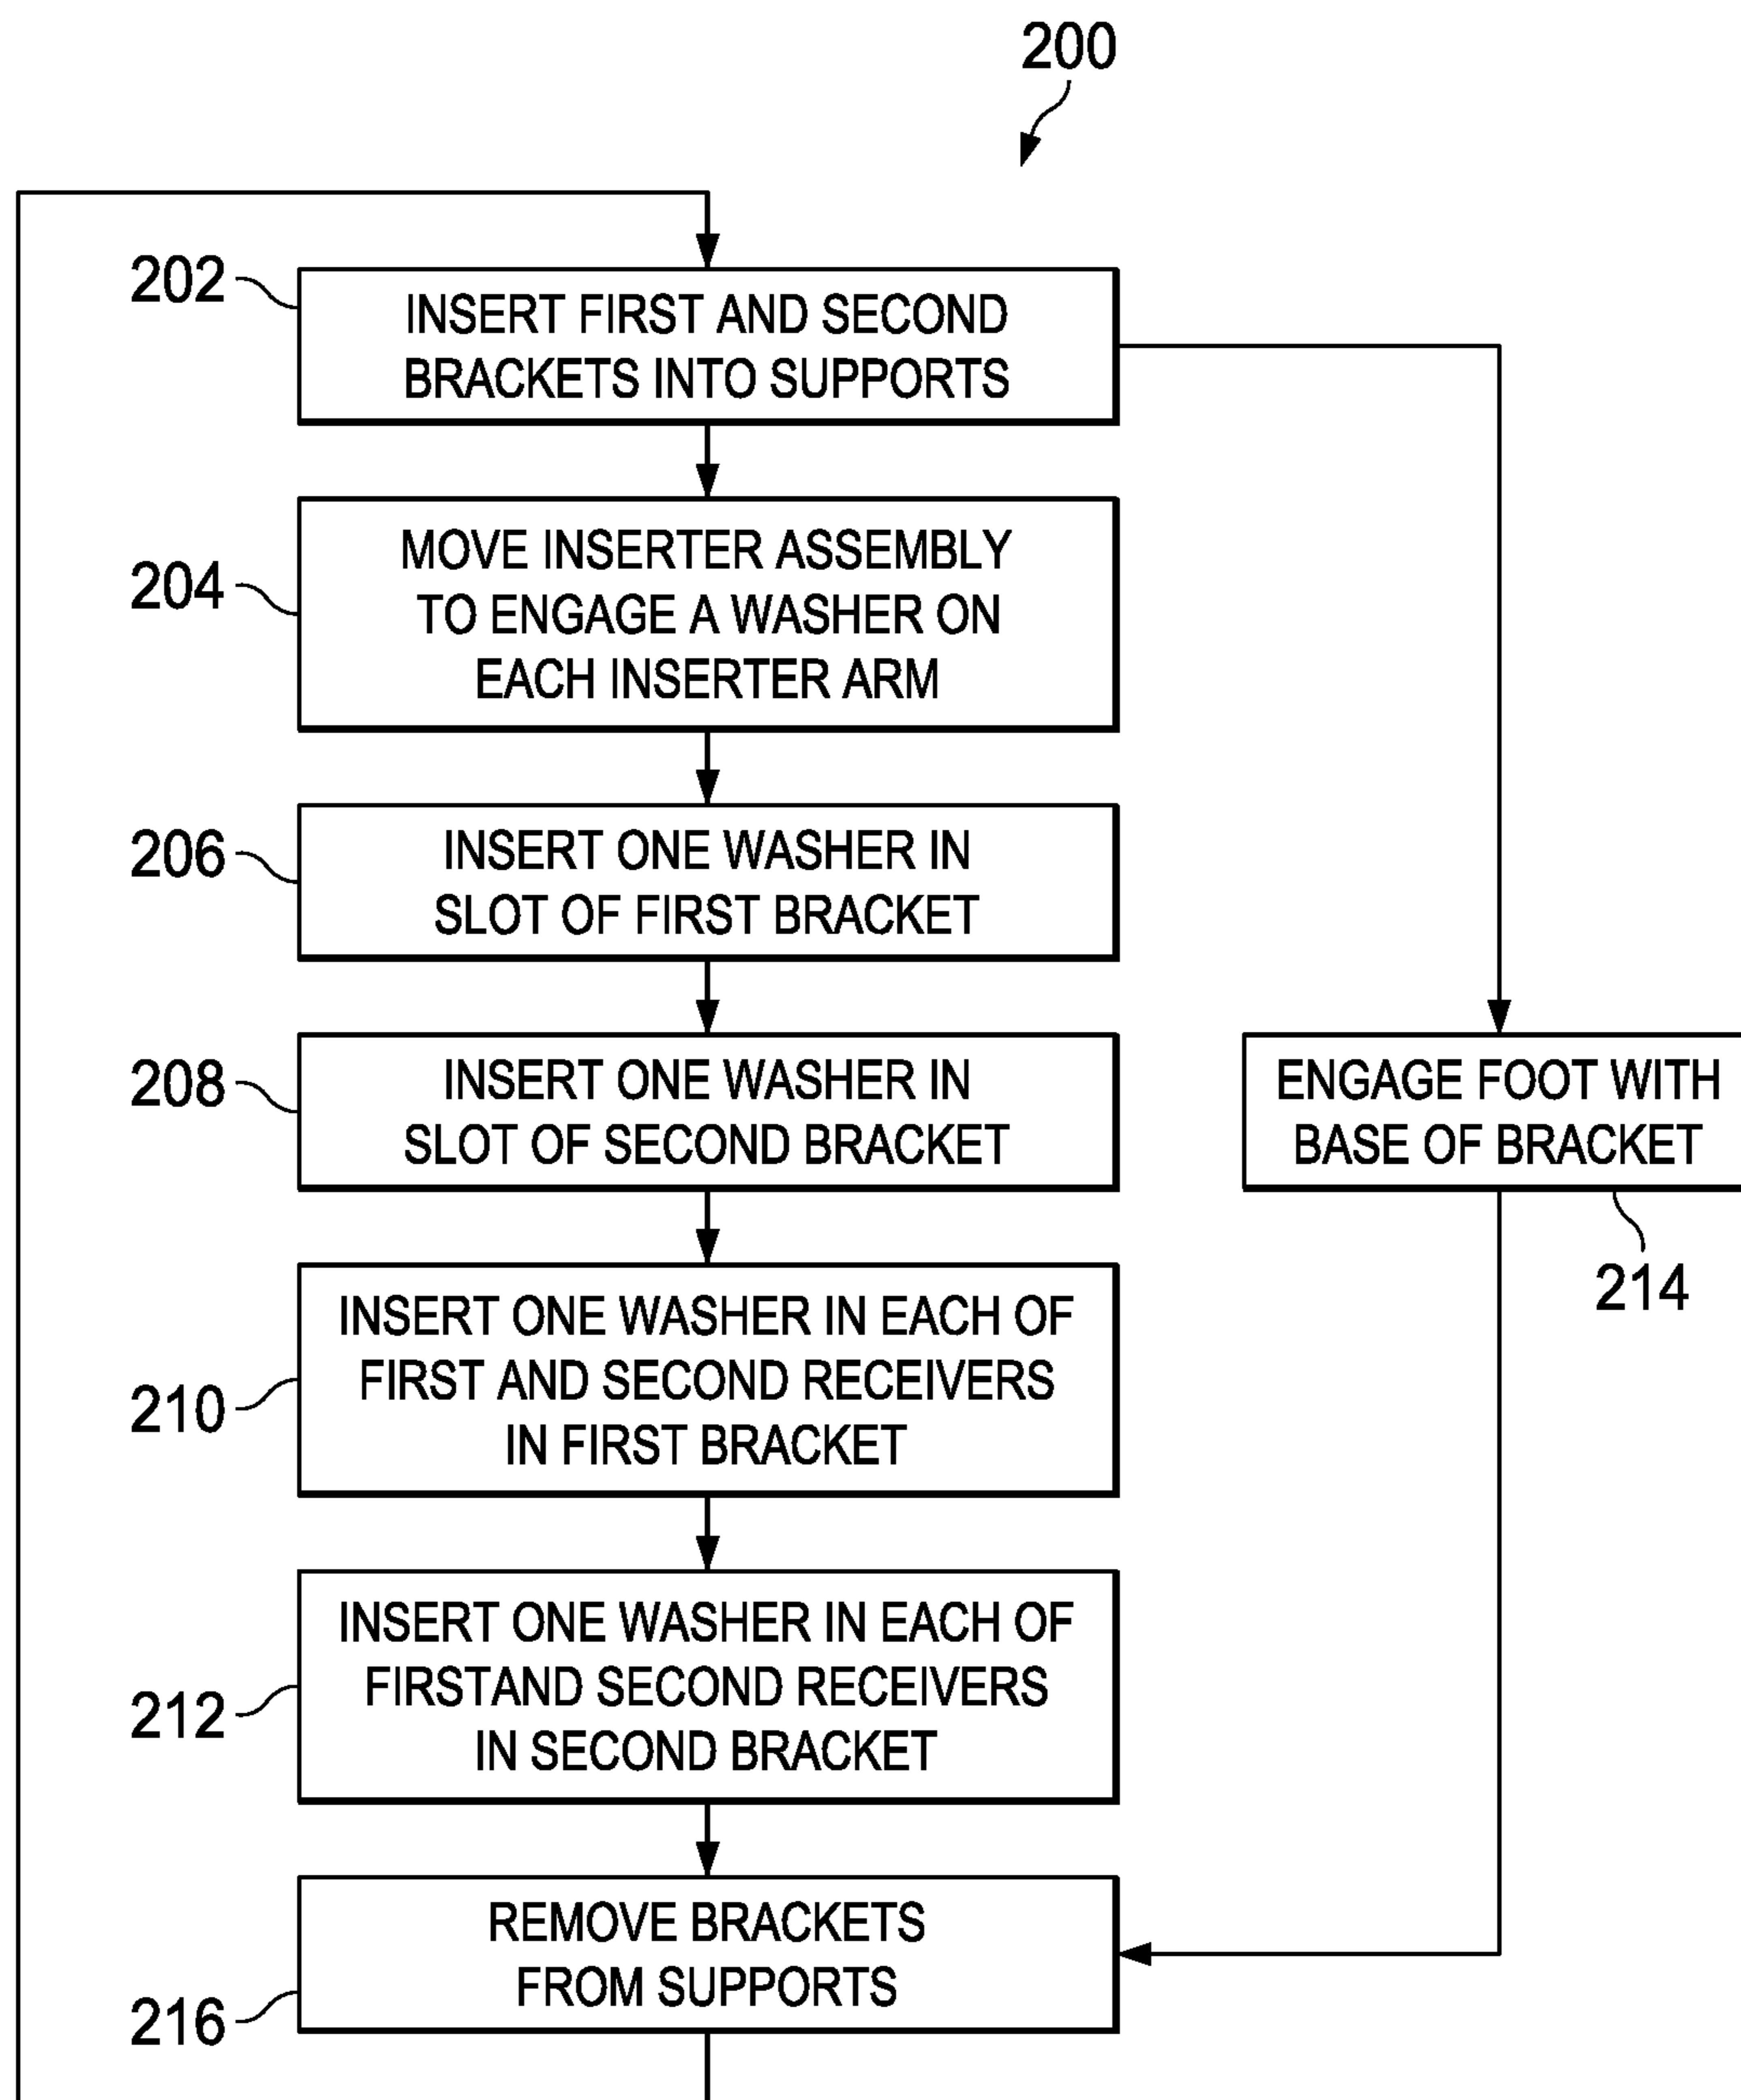 200
202
INSERT FIRST AND SECOND
BRACKETS INTO SUPPORTS
204
MOVE INSERTER ASSEMBLY
TO ENGAGE A WASHER ON
EACH INSERTER ARM
206
INSERT ONE WASHER IN
SLOT OF FIRST BRACKET
208
INSERT ONE WASHER IN
SLOT OF SECOND BRACKET
ENGAGE FOOT WITH
BASE OF BRACKET
214
210
INSERT ONE WASHER IN EACH OF
FIRST AND SECOND RECEIVERS
IN FIRST BRACKET
212
INSERT ONE WASHER IN EACH OF
FIRSTAND SECOND RECEIVERS
IN SECOND BRACKET
216
REMOVE BRACKETS
FROM SUPPORTS